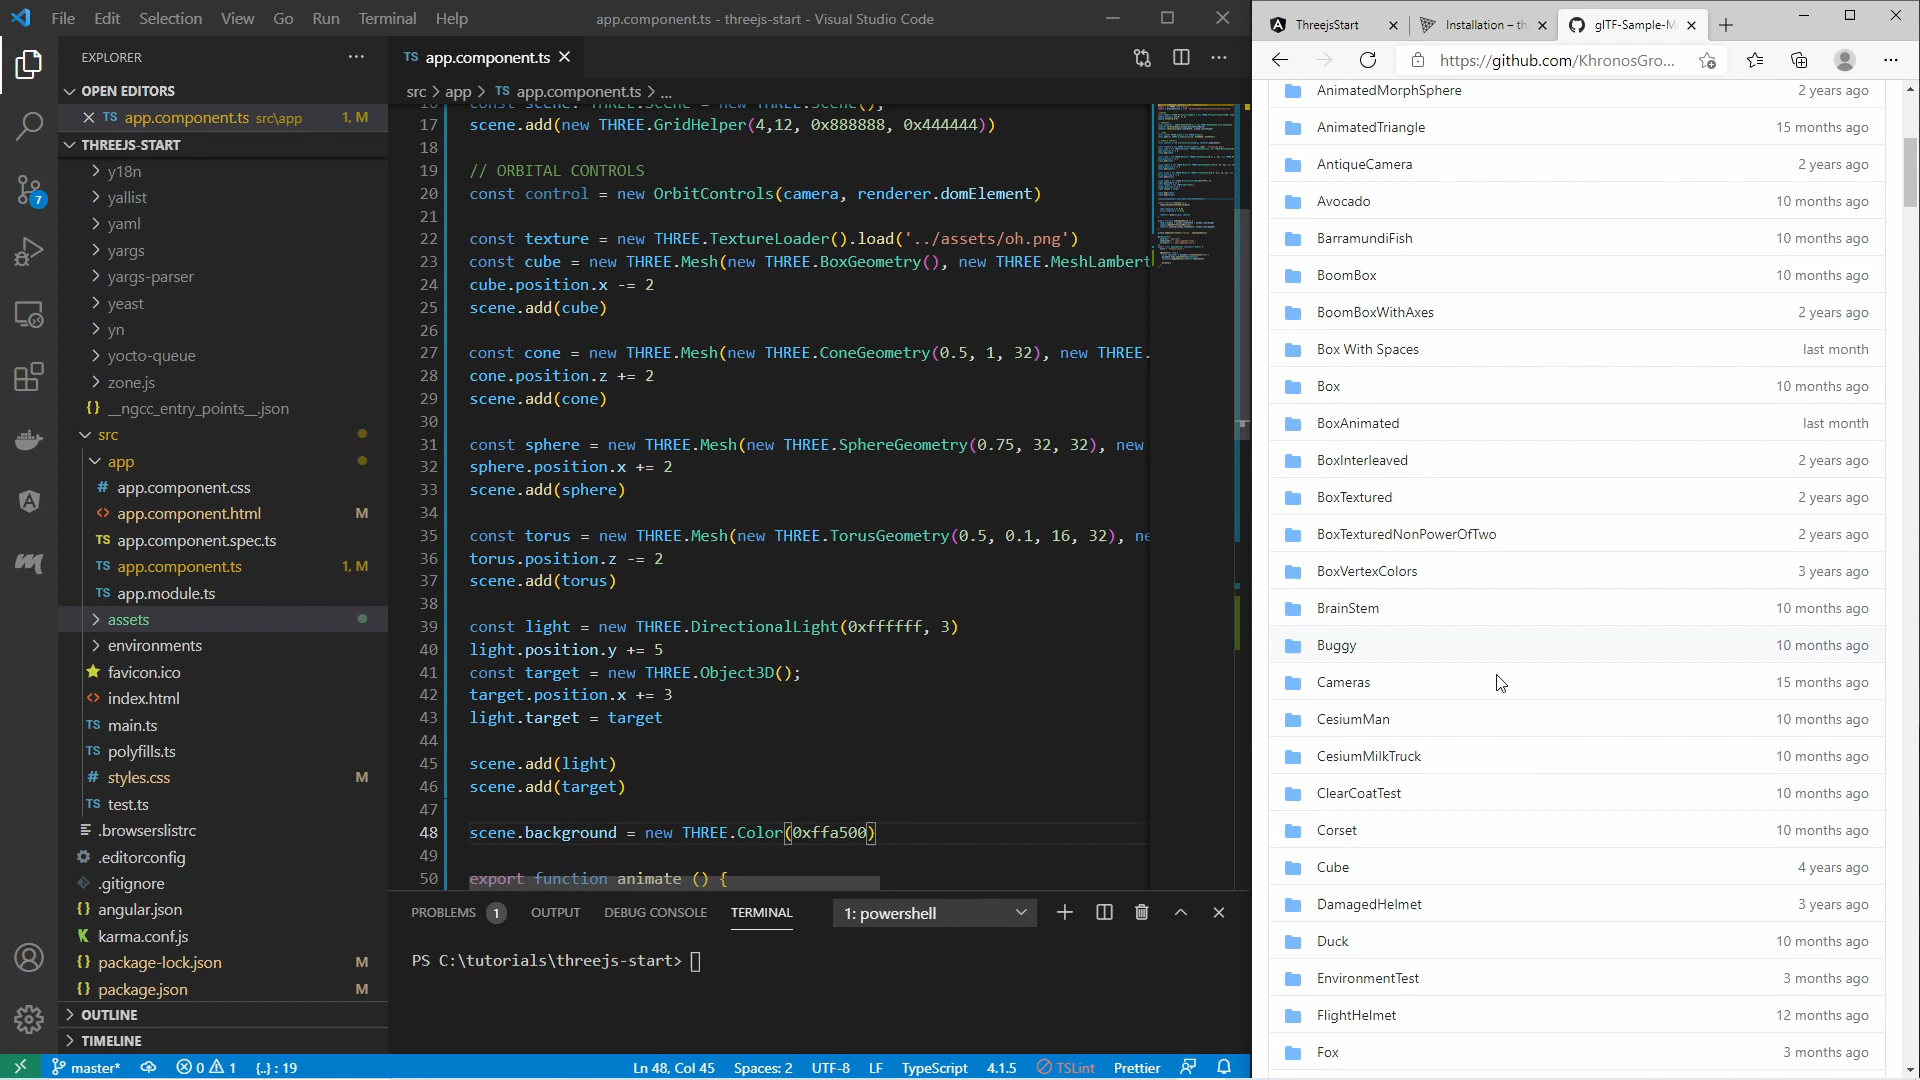 File Edit Selection View Go Run Terminal Help
app.component.ts - threejs-start - Visual Studio Code
EXPLORER
OPEN EDITORS
TS app.component.ts src\app 1, M
THREEJS-START
y18n
yallist
yaml
yargs
yargs-parser
yeast
yn
yocto-queue
zone.js
{} __ngcc_entry_points__.json
src
app
# app.component.css
<> app.component.html M
TS app.component.spec.ts
TS app.component.ts 1, M
TS app.module.ts
assets
environments
favicon.ico
<> index.html
TS main.ts
TS polyfills.ts
# styles.css M
TS test.ts
.browserslistrc
.editorconfig
.gitignore
{} angular.json
K karma.conf.js
{} package-lock.json M
{} package.json M
OUTLINE
TIMELINE
7
TS app.component.ts
src > app > TS app.component.ts > ...
16 const scene: THREE.Scene = new THREE.Scene();
17 scene.add(new THREE.GridHelper(4,12, 0x888888, 0x444444))
18
19 // ORBITAL CONTROLS
20 const control = new OrbitControls(camera, renderer.domElement)
21
22 const texture = new THREE.TextureLoader().load('../assets/oh.png')
23 const cube = new THREE.Mesh(new THREE.BoxGeometry(), new THREE.MeshLambert
24 cube.position.x -= 2
25 scene.add(cube)
26
27 const cone = new THREE.Mesh(new THREE.ConeGeometry(0.5, 1, 32), new THREE.
28 cone.position.z += 2
29 scene.add(cone)
30
31 const sphere = new THREE.Mesh(new THREE.SphereGeometry(0.75, 32, 32), new
32 sphere.position.x += 2
33 scene.add(sphere)
34
35 const torus = new THREE.Mesh(new THREE.TorusGeometry(0.5, 0.1, 16, 32), ne
36 torus.position.z -= 2
37 scene.add(torus)
38
39 const light = new THREE.DirectionalLight(0xffffff, 3)
40 light.position.y += 5
41 const target = new THREE.Object3D();
42 target.position.x += 3
43 light.target = target
44
45 scene.add(light)
46 scene.add(target)
47
48 scene.background = new THREE.Color(0xffa500)
49
50 export function animate () {
PROBLEMS 1 OUTPUT DEBUG CONSOLE TERMINAL 1: powershell
PS C:\tutorials\threejs-start>
master* 0 1 {..} : 19 Ln 48, Col 45 Spaces: 2 UTF-8 LF TypeScript 4.1.5 TSLint Prettier
ThreejsStart
Installation – th
glTF-Sample-M
https://github.com/KhronosGro...
AnimatedMorphSphere 2 years ago
AnimatedTriangle 15 months ago
AntiqueCamera 2 years ago
Avocado 10 months ago
BarramundiFish 10 months ago
BoomBox 10 months ago
BoomBoxWithAxes 2 years ago
Box With Spaces last month
Box 10 months ago
BoxAnimated last month
BoxInterleaved 2 years ago
BoxTextured 2 years ago
BoxTexturedNonPowerOfTwo 2 years ago
BoxVertexColors 3 years ago
BrainStem 10 months ago
Buggy 10 months ago
Cameras 15 months ago
CesiumMan 10 months ago
CesiumMilkTruck 10 months ago
ClearCoatTest 10 months ago
Corset 10 months ago
Cube 4 years ago
DamagedHelmet 3 years ago
Duck 10 months ago
EnvironmentTest 3 months ago
FlightHelmet 12 months ago
Fox 3 months ago